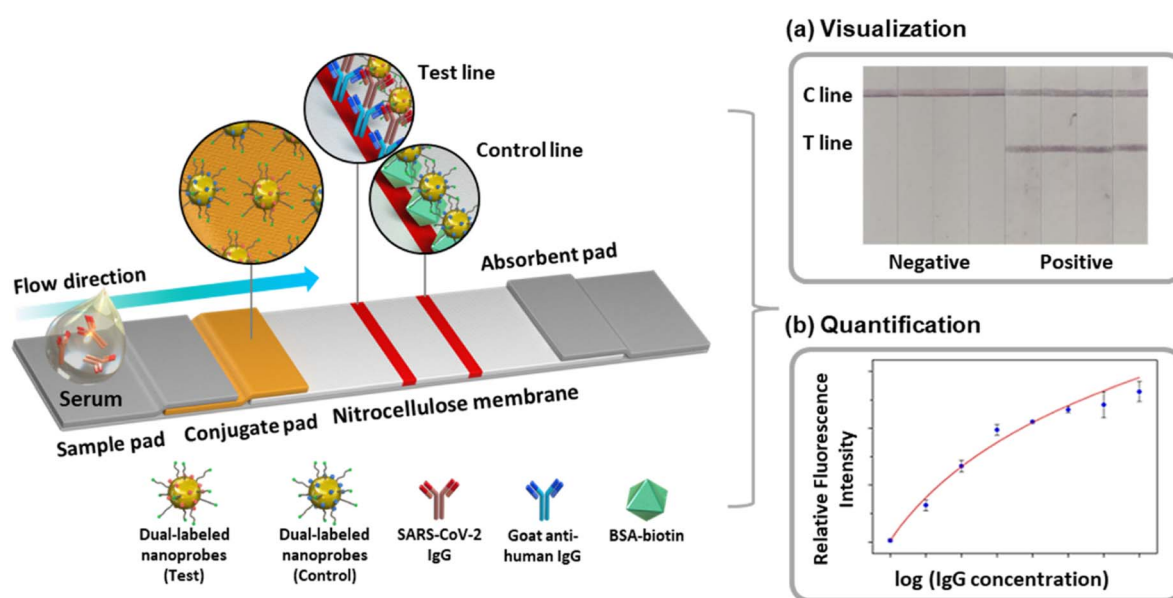 Test line
Control line
Flow direction
Serum
Sample pad
Conjugate pad
Nitrocellulose membrane
Absorbent pad
Dual-labeled
nanoprobes
(Test)
Dual-labeled
nanoprobes
(Control)
SARS-CoV-2
IgG
Goat anti-
human IgG
BSA-biotin
(a) Visualization
C line
T line
Negative
Positive
(b) Quantification
Relative Fluorescence
Intensity
log (IgG concentration)